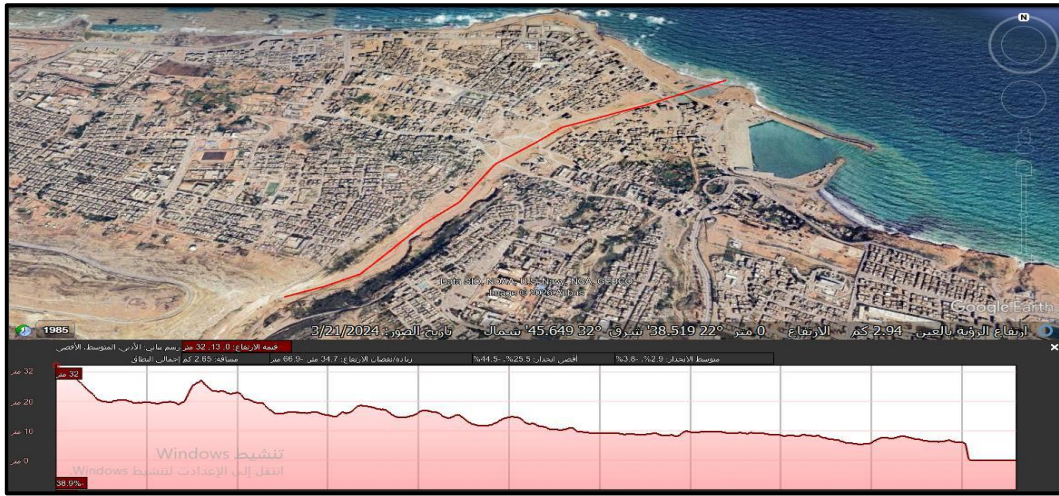 N
Data SIO, NOAA, U.S. Navy, NGA, GEBCO
Image © 2026 Airbus
Google Earth
1985
تاريخ الصور: 3/21/2024 45.649' 32° شمال 38.519' 22° شرق الارتفاع 0 متر ارتفاع الرؤية بالعين 2.94 كم
رسم بياني: الأدنى, المتوسط, الأقصى قيمة الارتفاع: 0, 13, 32 متر
إجمالي النطاق مسافة: 2.65 كم زيادة/نقصان الارتفاع: 34.7 متر -66.9 متر أقصى انحدار: 25.5%, -44.5% متوسط الانحدار: 2.9%, -3.8%
32 متر
32 متر
20 متر
10 متر
0 متر
-38.9%
تنشيط Windows
انتقل إلى الإعدادات لتنشيط Windows.